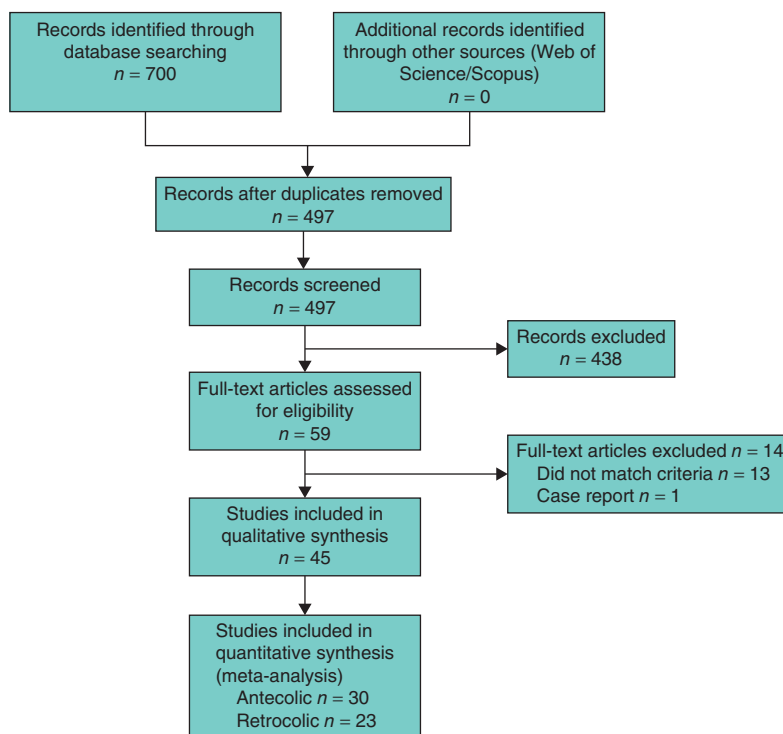 Records identified through
database searching
n = 700
Additional records identified
through other sources (Web of
Science/Scopus)
n = 0
Records after duplicates removed
n = 497
Records screened
n = 497
Records excluded
n = 438
Full-text articles assessed
for eligibility
n = 59
Full-text articles excluded n = 14
Did not match criteria n = 13
Case report n = 1
Studies included in
qualitative synthesis
n = 45
Studies included in
quantitative synthesis
(meta-analysis)
Antecolic n = 30
Retrocolic n = 23